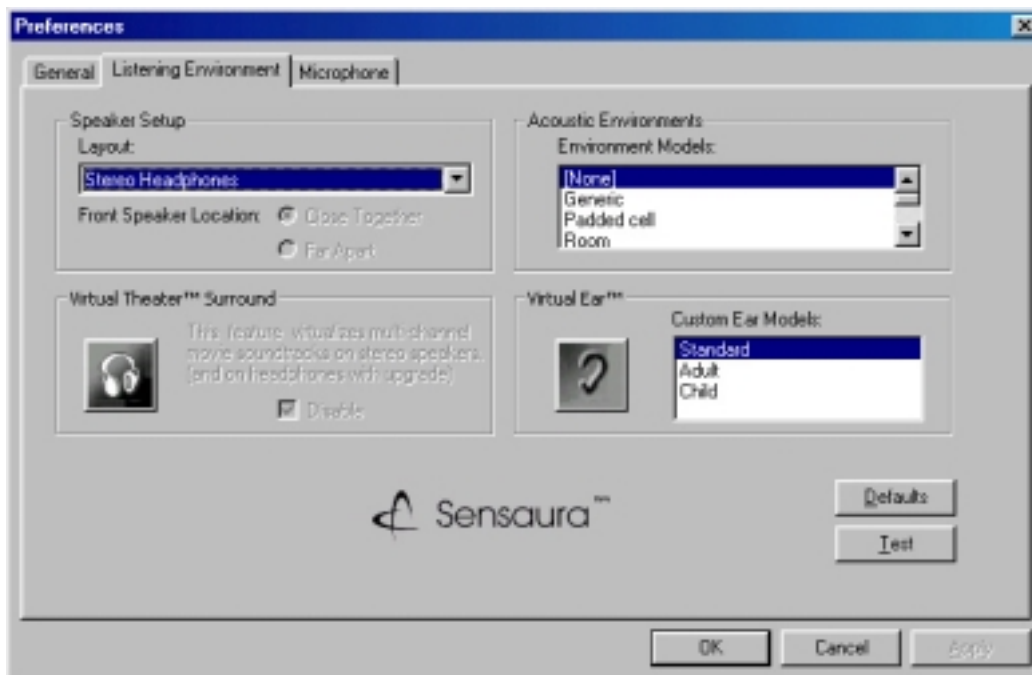 Preferences
General
Listening Environment
Microphone
Speaker Setup
Layout:
Stereo Headphones
Front Speaker Location:
Close Together
Far Apart
Acoustic Environments
Environment Models:
[None]
Generic
Padded cell
Room
Virtual Theater™ Surround
This feature virtualizes multi-channel
movie soundtracks on stereo speakers.
(and on headphones with upgrade)
Disable
Virtual Ear™
Custom Ear Models:
Standard
Adult
Child
Sensaura™
Defaults
Test
OK
Cancel
Apply